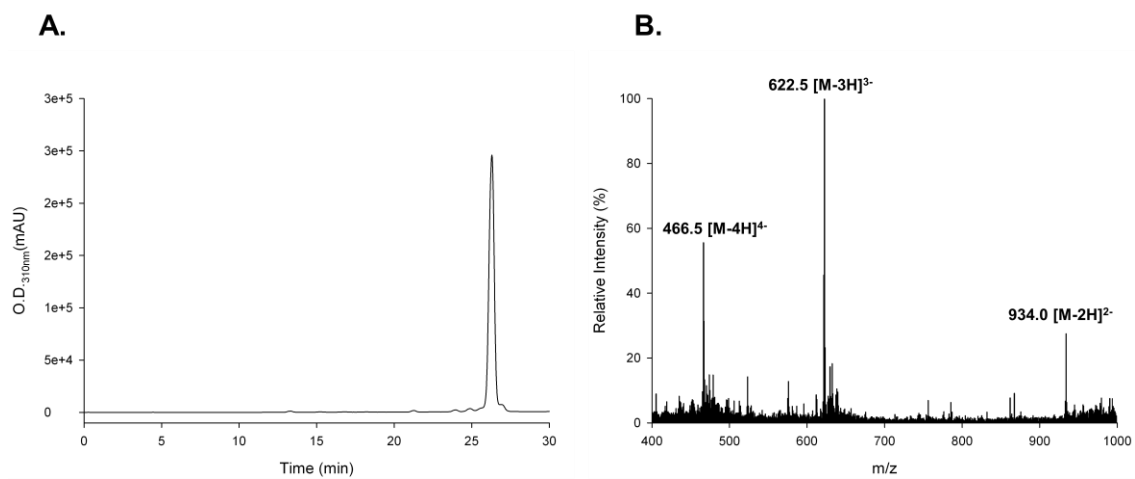 A.
B.
3e+5
3e+5
2e+5
2e+5
1e+5
5e+4
0
O.D.310nm(mAU)
0 5 10 15 20 25 30
Time (min)
622.5 [M-3H]3-
466.5 [M-4H]4-
934.0 [M-2H]2-
100
80
60
40
20
0
Relative Intensity (%)
400 500 600 700 800 900 1000
m/z